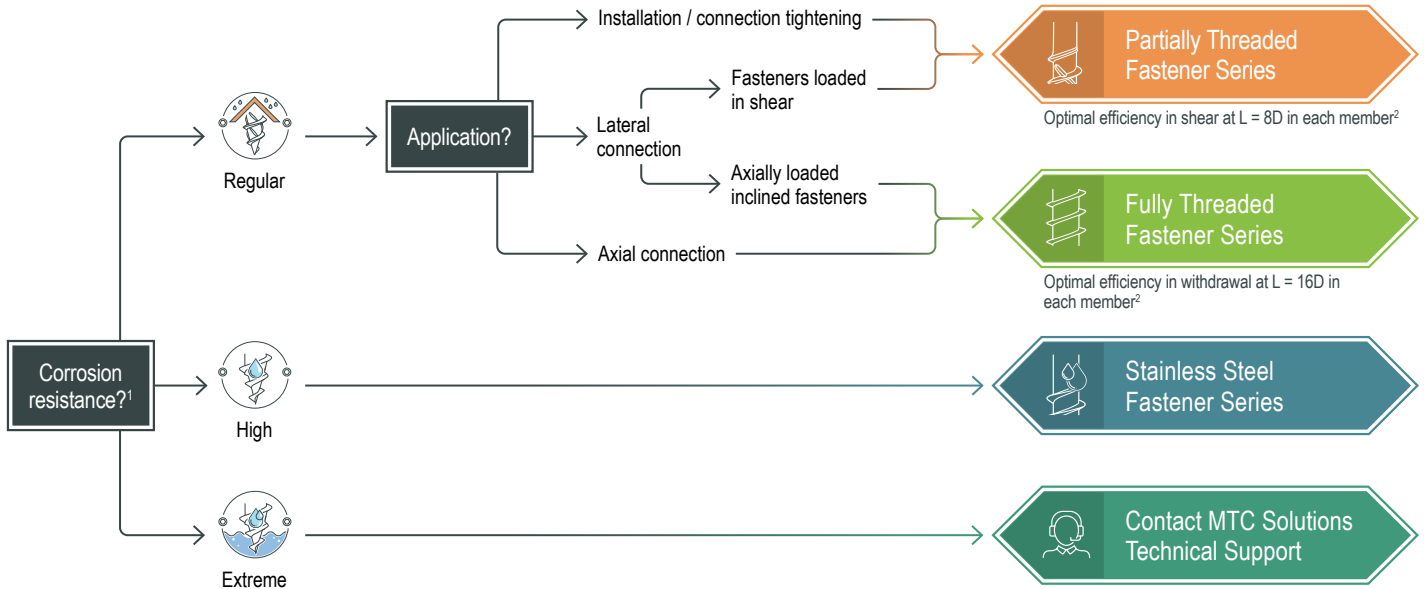 Corrosion
resistance?¹
Regular
High
Extreme
Application?
Installation / connection tightening
Lateral
connection
Fasteners loaded
in shear
Axially loaded
inclined fasteners
Axial connection
Partially Threaded
Fastener Series
Optimal efficiency in shear at L = 8D in each member²
Fully Threaded
Fastener Series
Optimal efficiency in withdrawal at L = 16D in
each member²
Stainless Steel
Fastener Series
Contact MTC Solutions
Technical Support